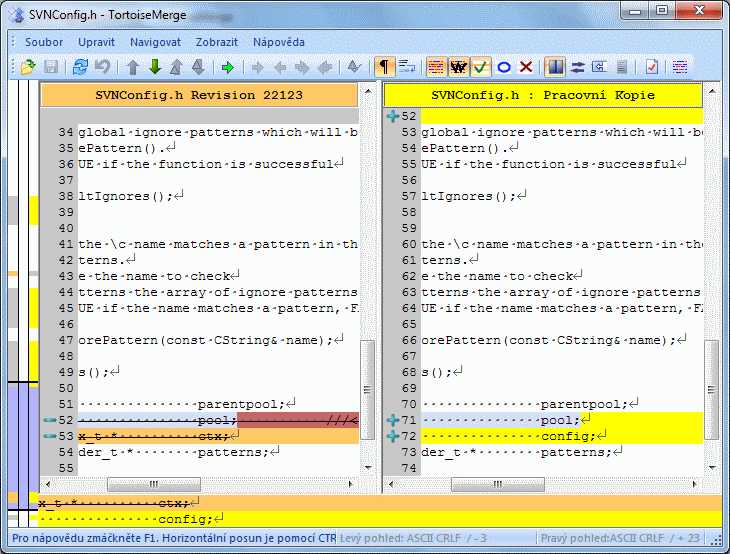 SVNConfig.h - TortoiseMerge
Soubor Upravit Navigovat Zobrazit Nápověda
SVNConfig.h Revision 22123
34 global·ignore·patterns·which·will·b
35 ePattern().
36 UE·if·the·function·is·successful
37
38 ltIgnores();
39
40
41 the·\c·name·matches·a·pattern·in·th
42 terns.
43 e·the·name·to·check
44 tterns·the·array·of·ignore·patterns
45 UE·if·the·name·matches·a·pattern,·F
46
47 orePattern(const·CString&·name);
48
49 s();
50
51 parentpool;
52 pool; ///<
53 x_t·* ctx;
54 der_t·* patterns;
55
SVNConfig.h : Pracovní Kopie
52
53 global·ignore·patterns·which·will·b
54 ePattern().
55 UE·if·the·function·is·successful
56
57 ltIgnores();
58
59
60 the·\c·name·matches·a·pattern·in·th
61 terns.
62 e·the·name·to·check
63 tterns·the·array·of·ignore·patterns
64 UE·if·the·name·matches·a·pattern,·F
65
66 orePattern(const·CString&·name);
67
68 s();
69
70 parentpool;
71 pool;
72 config;
73 der_t·* patterns;
74
x_t·* ctx;
config;
Pro nápovědu zmáčkněte F1. Horizontální posun je pomocí CTR Levý pohled: ASCII CRLF / - 3 Pravý pohled:ASCII CRLF / + 23